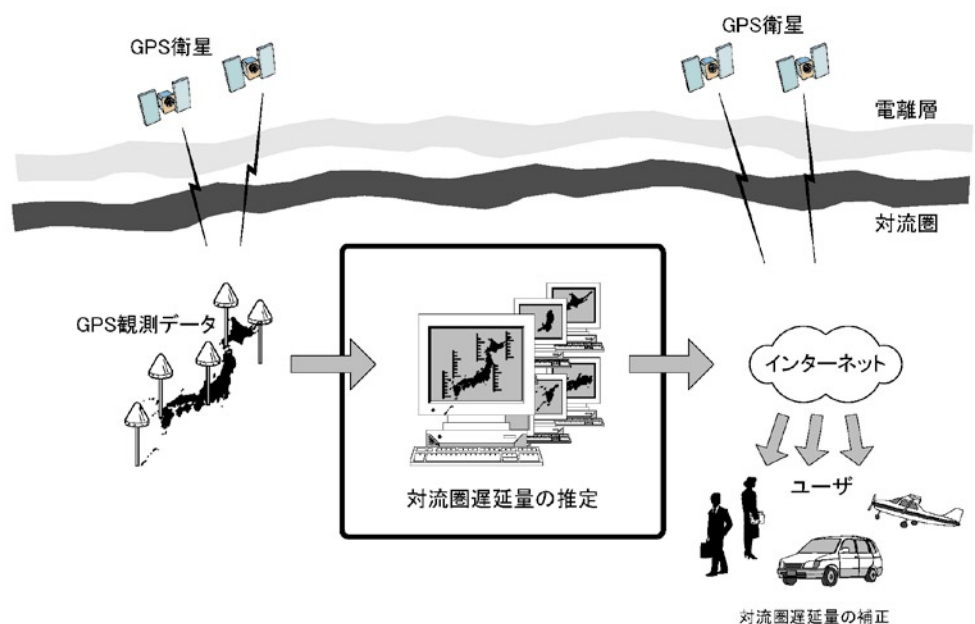 GPS衛星
GPS衛星
電離層
対流圏
GPS観測データ
インターネット
対流圏遅延量の推定
ユーザ
対流圏遅延量の補正